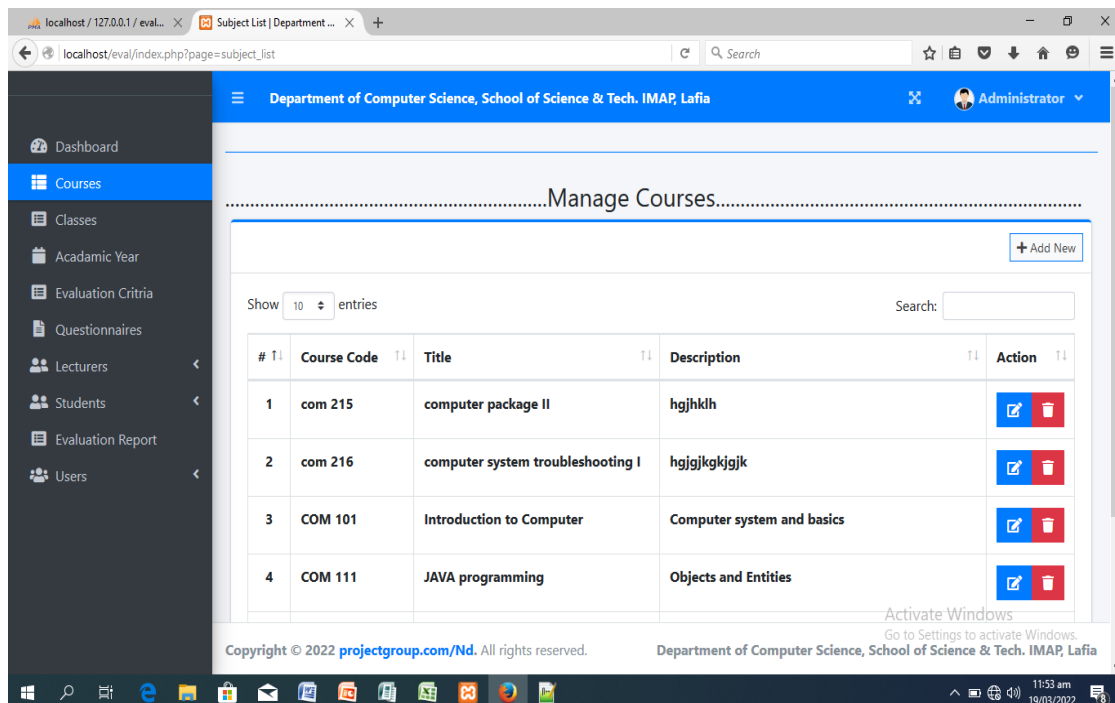 localhost / 127.0.0.1 / eval...
Subject List | Department ...
localhost/eval/index.php?page=subject_list
Search
Department of Computer Science, School of Science & Tech. IMAP, Lafia
Administrator
Dashboard
Courses
Classes
Acadamic Year
Evaluation Critria
Questionnaires
Lecturers
Students
Evaluation Report
Users
................................................................Manage Courses.........................................................................
+ Add New
Show 10 entries
Search:
# Course Code Title Description Action
1 com 215 computer package II hgjhklh
2 com 216 computer system troubleshooting I hgjgjkgkjgjk
3 COM 101 Introduction to Computer Computer system and basics
4 COM 111 JAVA programming Objects and Entities
Activate Windows
Go to Settings to activate Windows.
Copyright © 2022 projectgroup.com/Nd. All rights reserved. Department of Computer Science, School of Science & Tech. IMAP, Lafia
11:53 am
19/03/2022
8